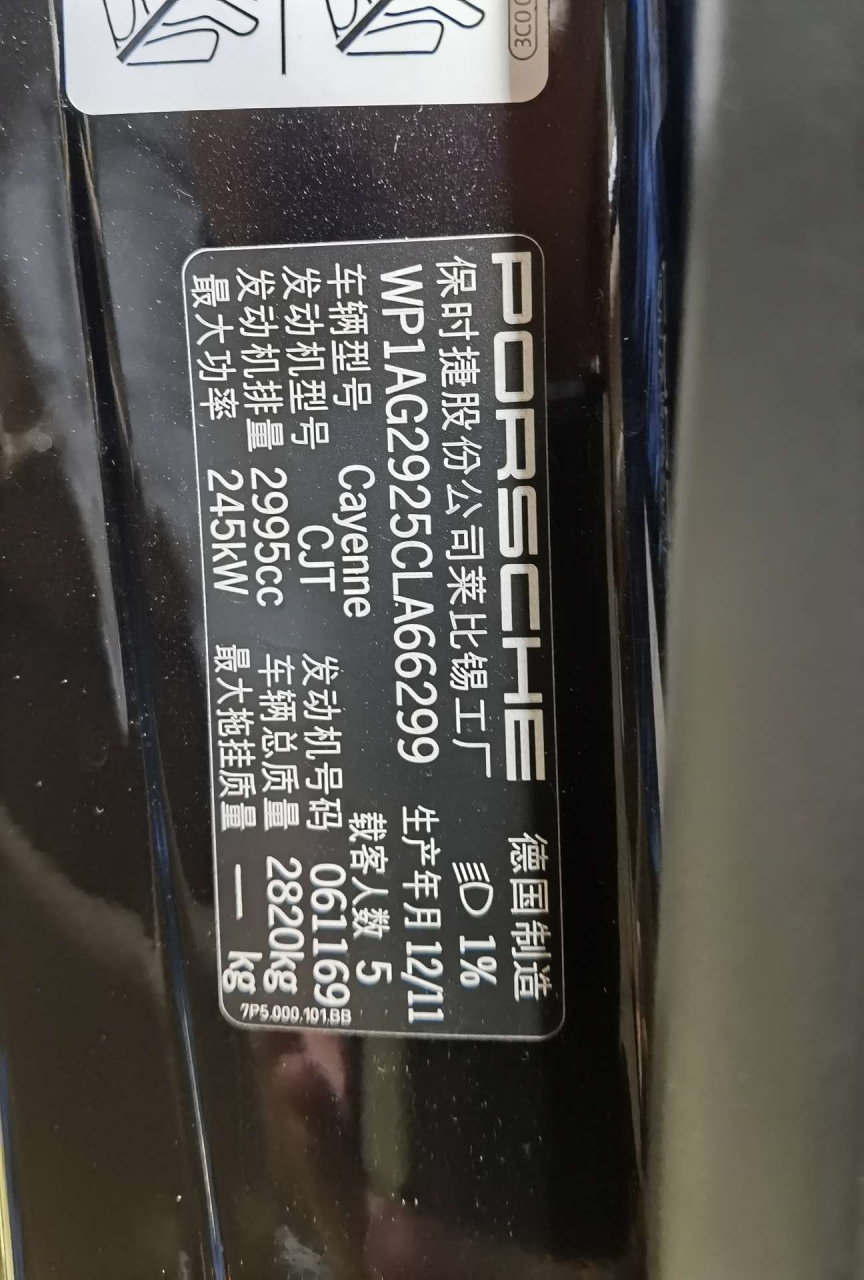 3C00
PORSCHE 德国制造
保时捷股份公司莱比锡工厂 1%
WP1AG2925CLA66299 生产年月 12/11
车辆型号 Cayenne 载客人数 5
发动机型号 CJT 发动机号码 061169
发动机排量 2995cc 车辆总质量 2820kg
最大功率 245kW 最大拖挂质量 — kg
7P5.000.101.BB